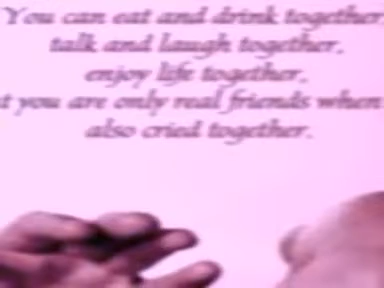 You can eat and drink together,
talk and laugh together,
enjoy life together,
you are only real friends when
also cried together.